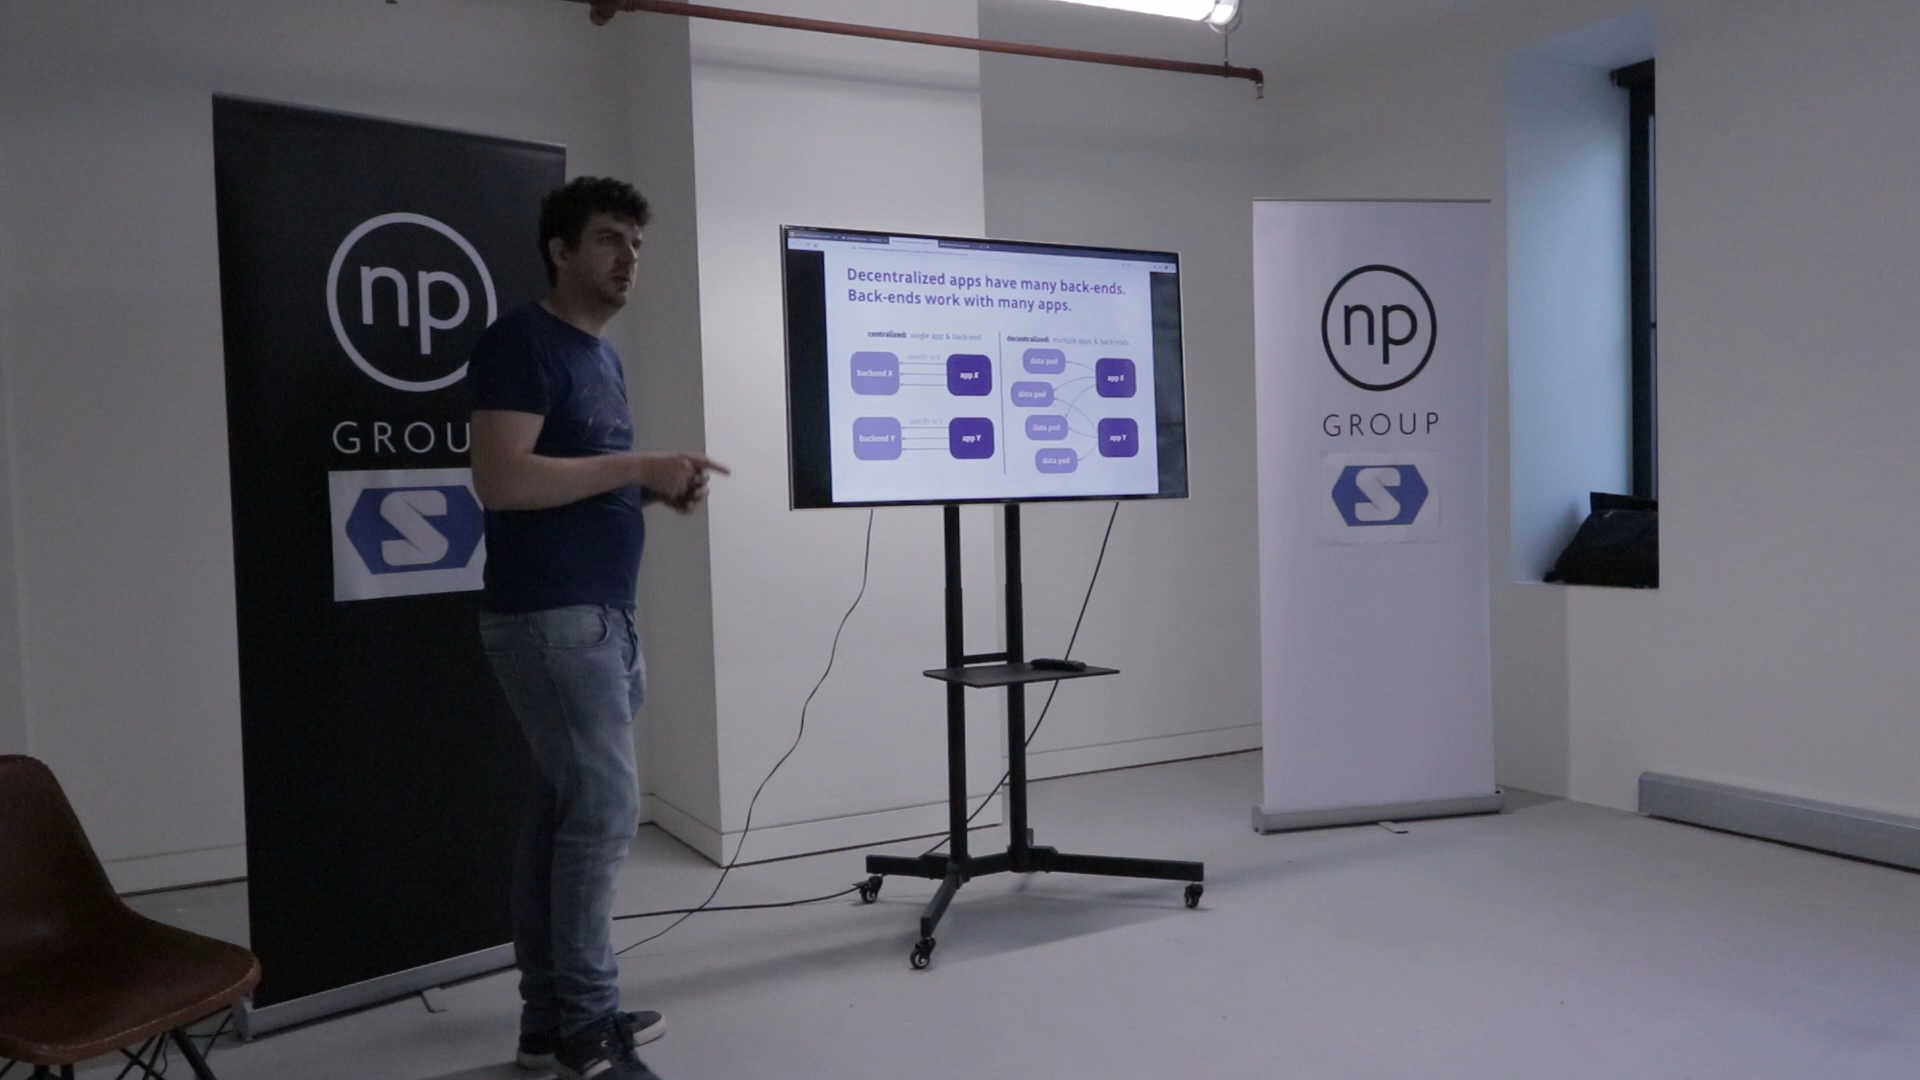 np
GROU
S
Decentralized apps have many back-ends.
Back-ends work with many apps.
centralized: single app & back-end
backend X
app X
backend Y
app Y
decentralized: multiple apps & back-ends
data pod
data pod
data pod
data pod
app X
app Y
np
GROUP
S